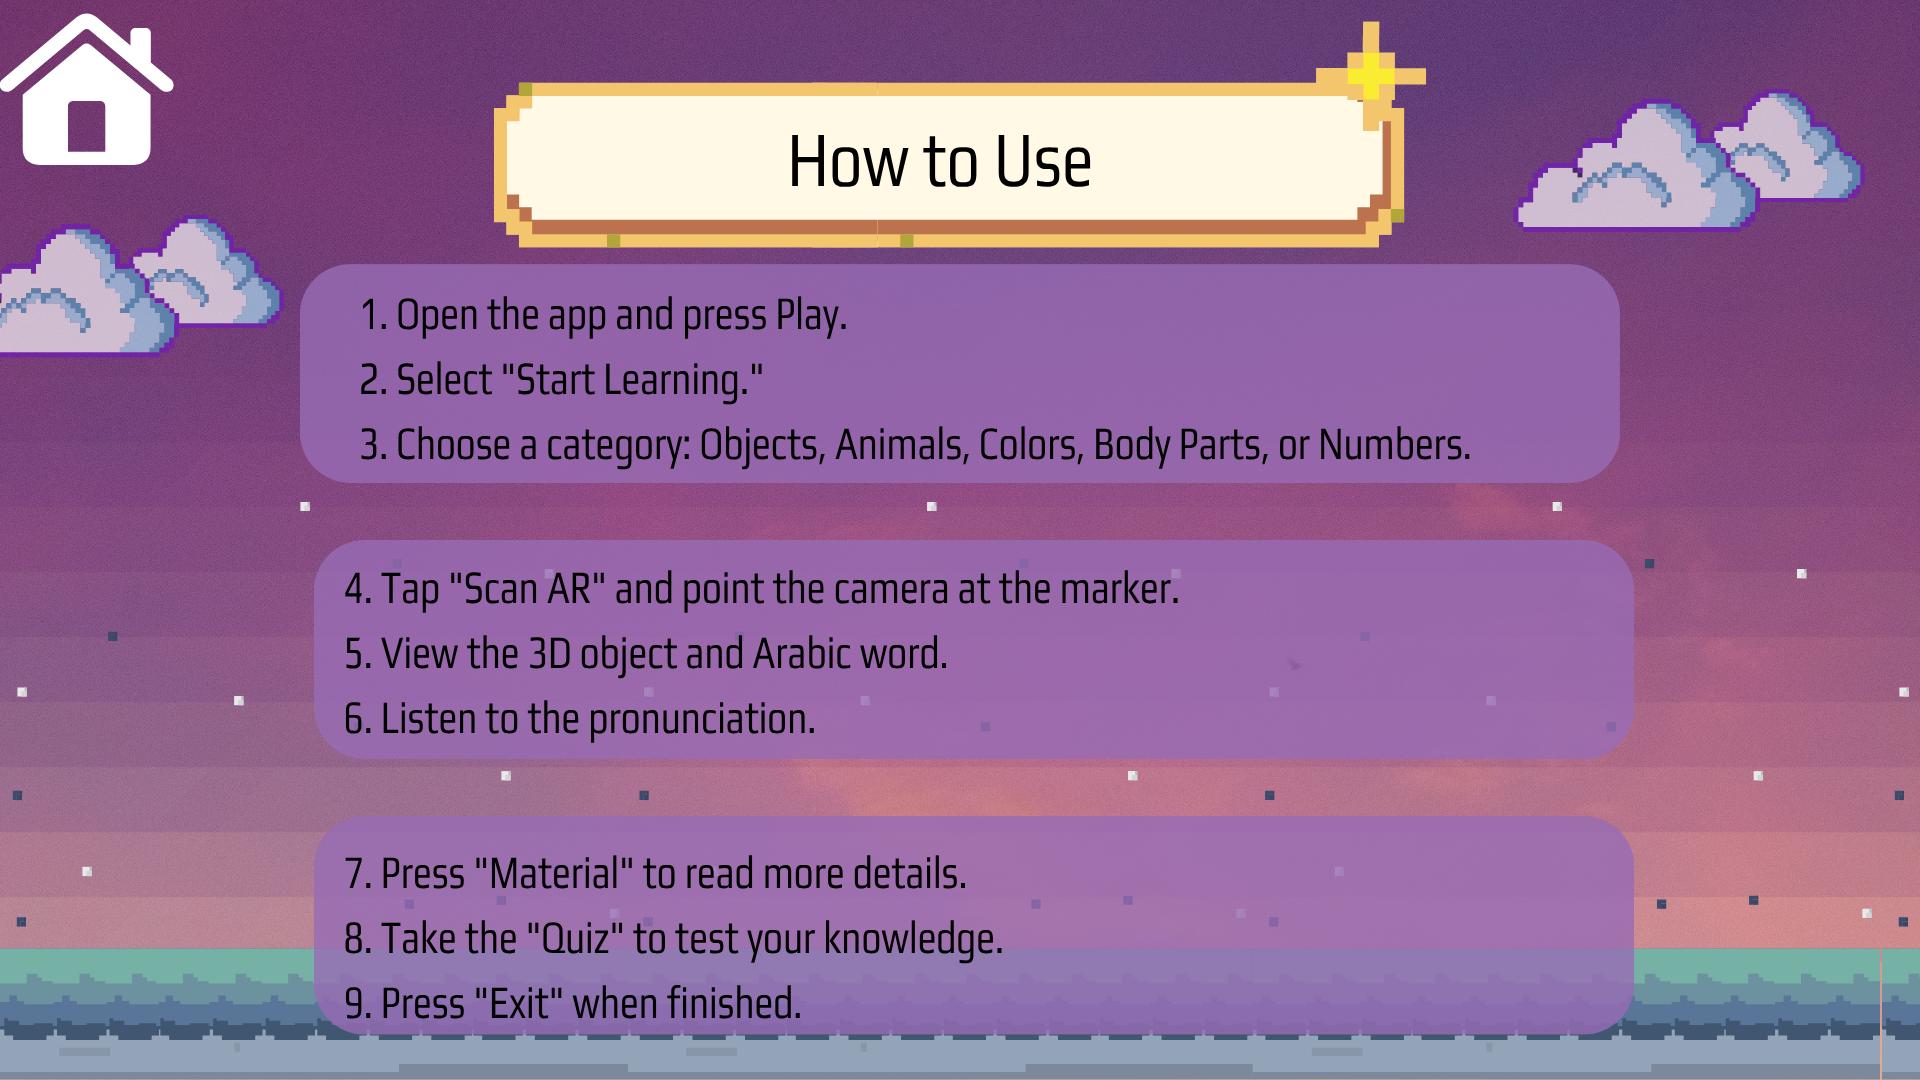 How to Use
1. Open the app and press Play.
2. Select "Start Learning."
3. Choose a category: Objects, Animals, Colors, Body Parts, or Numbers.
4. Tap "Scan AR" and point the camera at the marker.
5. View the 3D object and Arabic word.
6. Listen to the pronunciation.
7. Press "Material" to read more details.
8. Take the "Quiz" to test your knowledge.
9. Press "Exit" when finished.